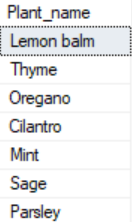 Plant_name
Lemon balm
Thyme
Oregano
Cilantro
Mint
Sage
Parsley